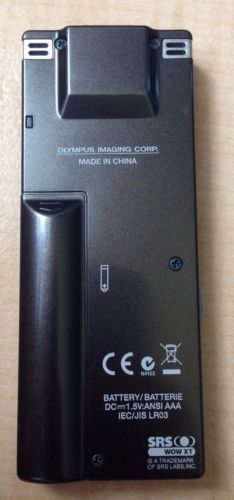 OLYMPUS IMAGING CORP.
MADE IN CHINA
CE
N4123
BATTERY/BATTERIE
DC⎓1.5V:ANSI AAA
IEC/JIS LR03
SRS
WOW XT
IS A TRADEMARK
OF SRS LABS,INC.